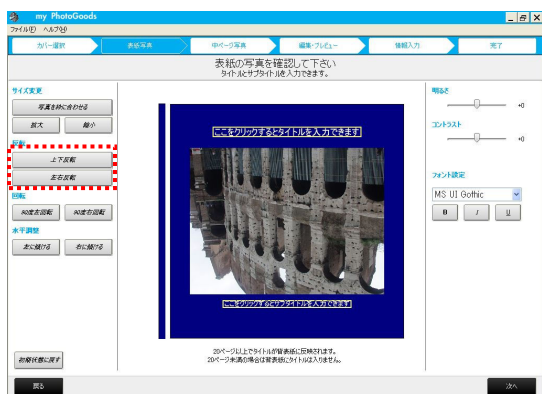 my PhotoGoods
ファイル(F) ヘルプ(H)
カバー選択
表紙写真
中ページ写真
編集・プレビュー
情報入力
完了
表紙の写真を確認して下さい
タイトルとサブタイトルを入力できます。
サイズ変更
写真を枠に合わせる
拡大
縮小
反転
上下反転
左右反転
回転
90度左回転
90度右回転
水平調整
左に傾ける
右に傾ける
初期状態に戻す
ここをクリックするとタイトルを入力できます
ここをクリックするとサブタイトルを入力できます
20ページ以上でタイトルが背表紙に反映されます。
20ページ未満の場合は背表紙にタイトルは入りません。
明るさ
+0
コントラスト
+0
フォント設定
MS UI Gothic
B I U
戻る
次へ